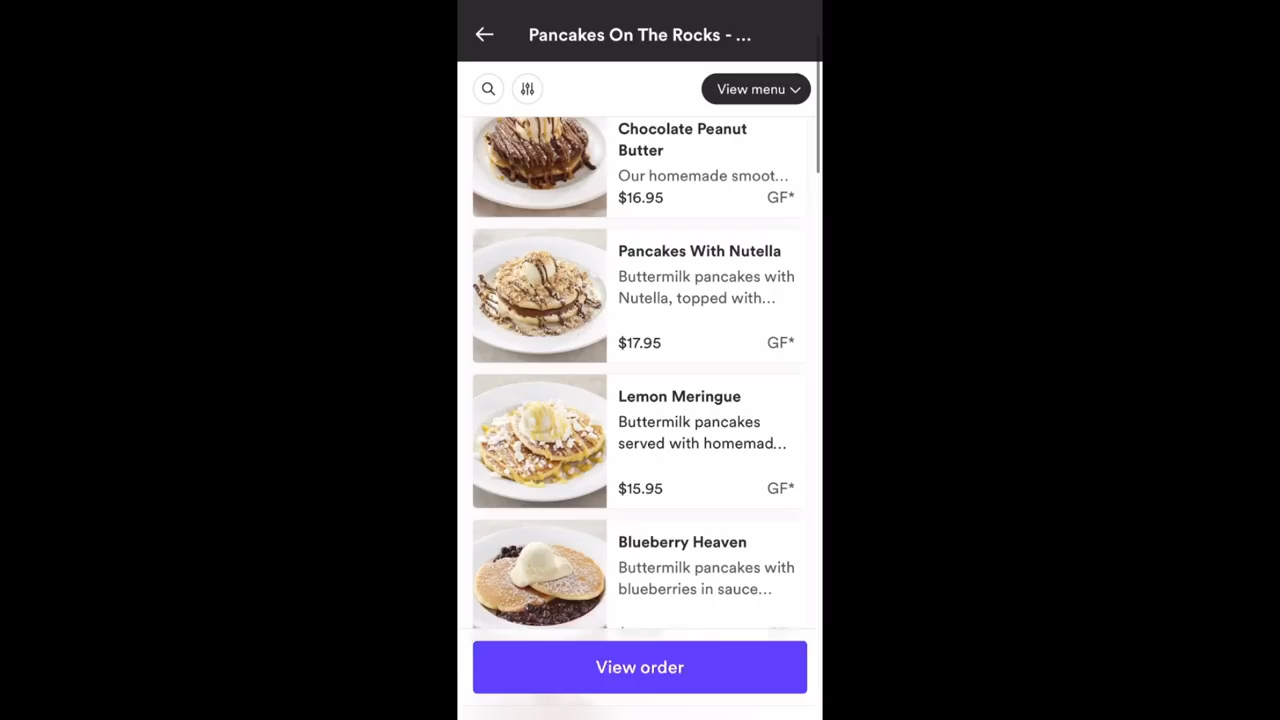 Pancakes On The Rocks - ...
View menu
Chocolate Peanut
Butter
Our homemade smoot...
$16.95 GF*
Pancakes With Nutella
Buttermilk pancakes with
Nutella, topped with...
$17.95 GF*
Lemon Meringue
Buttermilk pancakes
served with homemad...
$15.95 GF*
Blueberry Heaven
Buttermilk pancakes with
blueberries in sauce...
View order